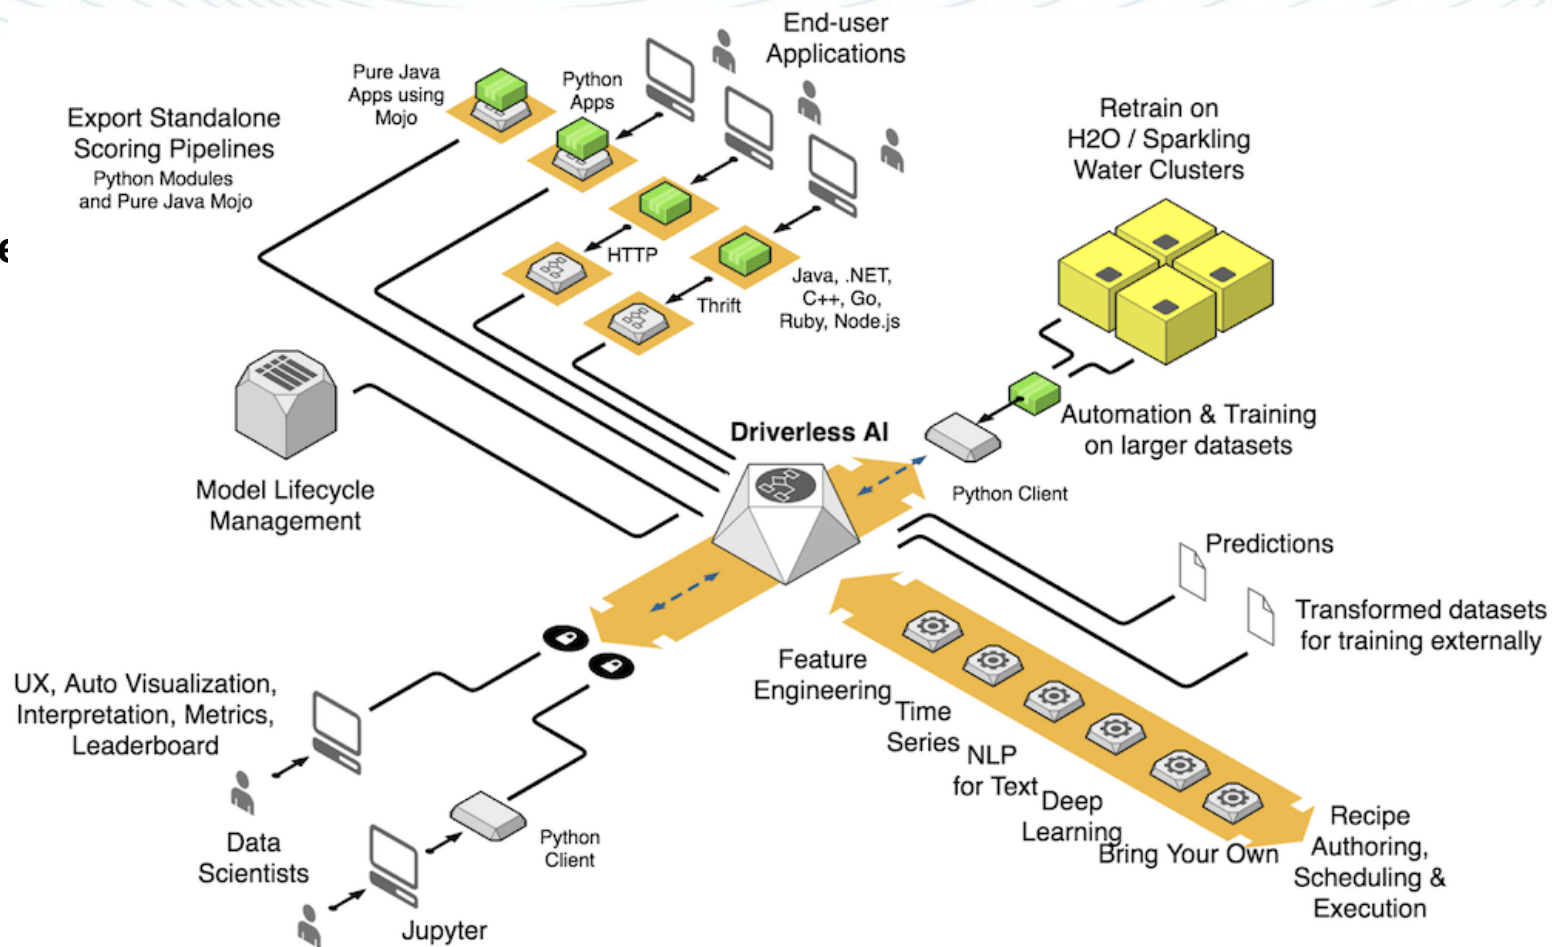 End-user
Applications
Pure Java
Apps using
Mojo
Python
Apps
Export Standalone
Scoring Pipelines
Python Modules
and Pure Java Mojo
Retrain on
H2O / Sparkling
Water Clusters
e
HTTP
Thrift
Java, .NET,
C++, Go,
Ruby, Node.js
Automation & Training
on larger datasets
Driverless AI
Python Client
Model Lifecycle
Management
Predictions
Transformed datasets
for training externally
Feature
Engineering
Time
Series
NLP
for Text
Deep
Learning
Bring Your Own
Recipe
Authoring,
Scheduling &
Execution
UX, Auto Visualization,
Interpretation, Metrics,
Leaderboard
Data
Scientists
Python
Client
Jupyter